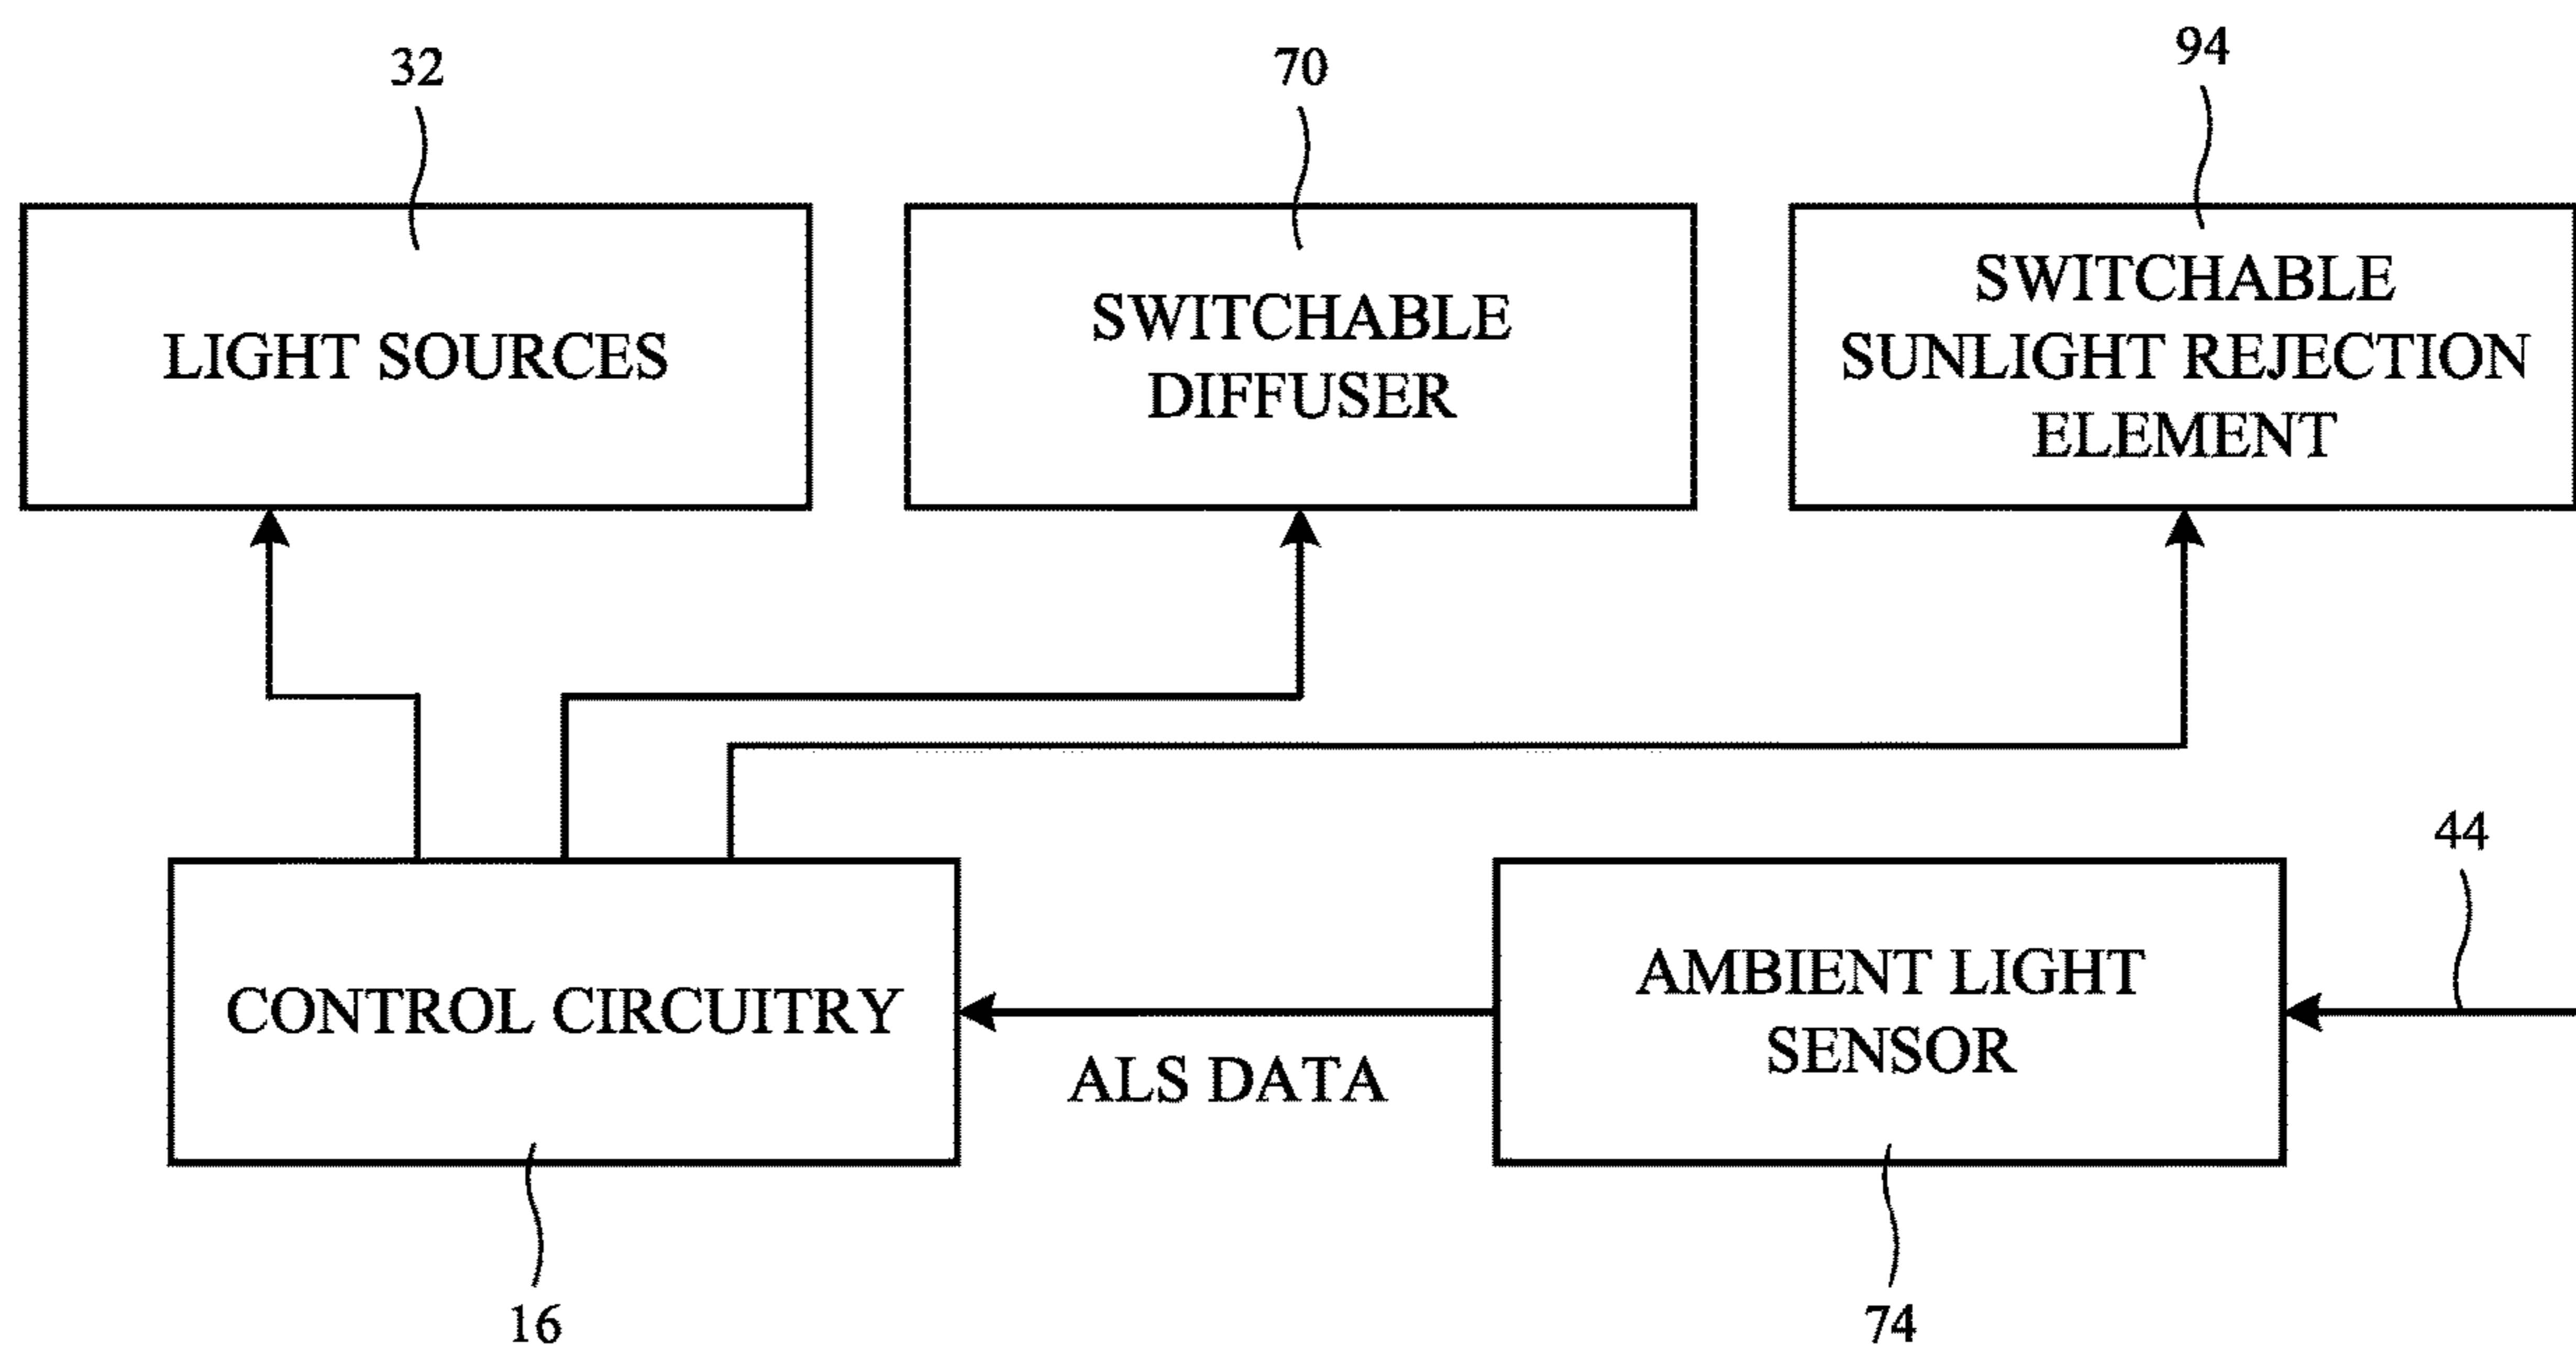 32
70
94
LIGHT SOURCES
SWITCHABLE
DIFFUSER
SWITCHABLE
SUNLIGHT REJECTION
ELEMENT
44
CONTROL CIRCUITRY
ALS DATA
AMBIENT LIGHT
SENSOR
16
74